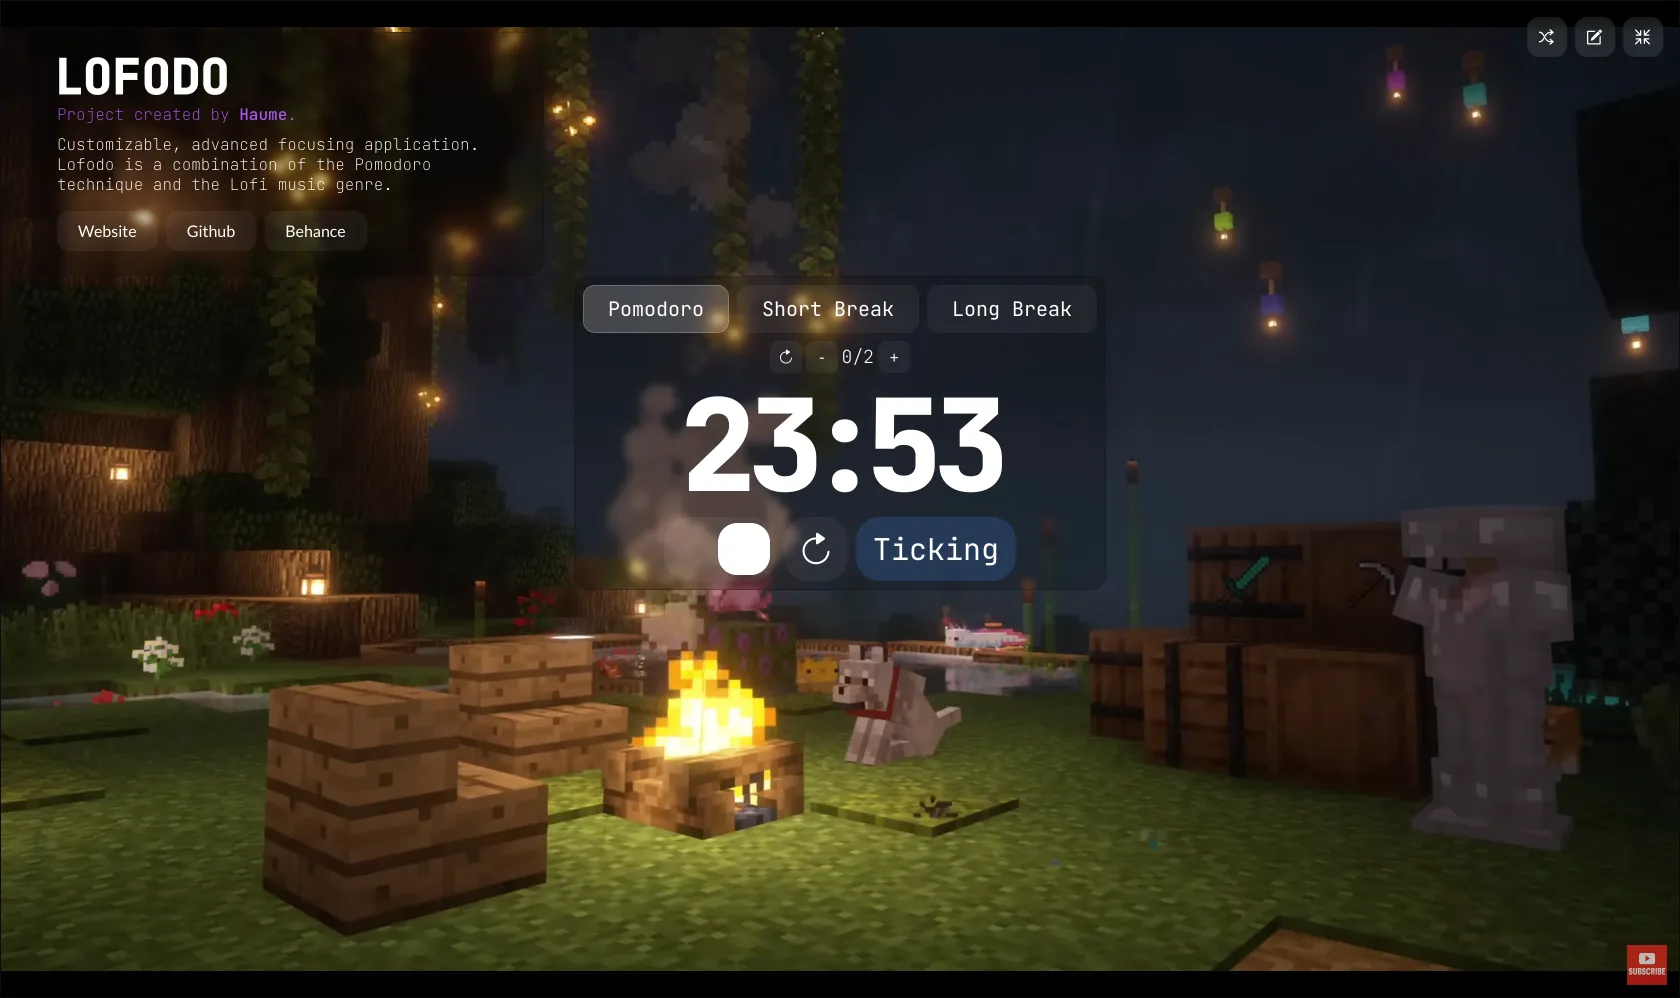 LOFODO
Project created by Haume.
Customizable, advanced focusing application.
Lofodo is a combination of the Pomodoro
technique and the Lofi music genre.
Website Github Behance
Pomodoro Short Break Long Break
- 0/2 +
23:53
Ticking
SUBSCRIBE